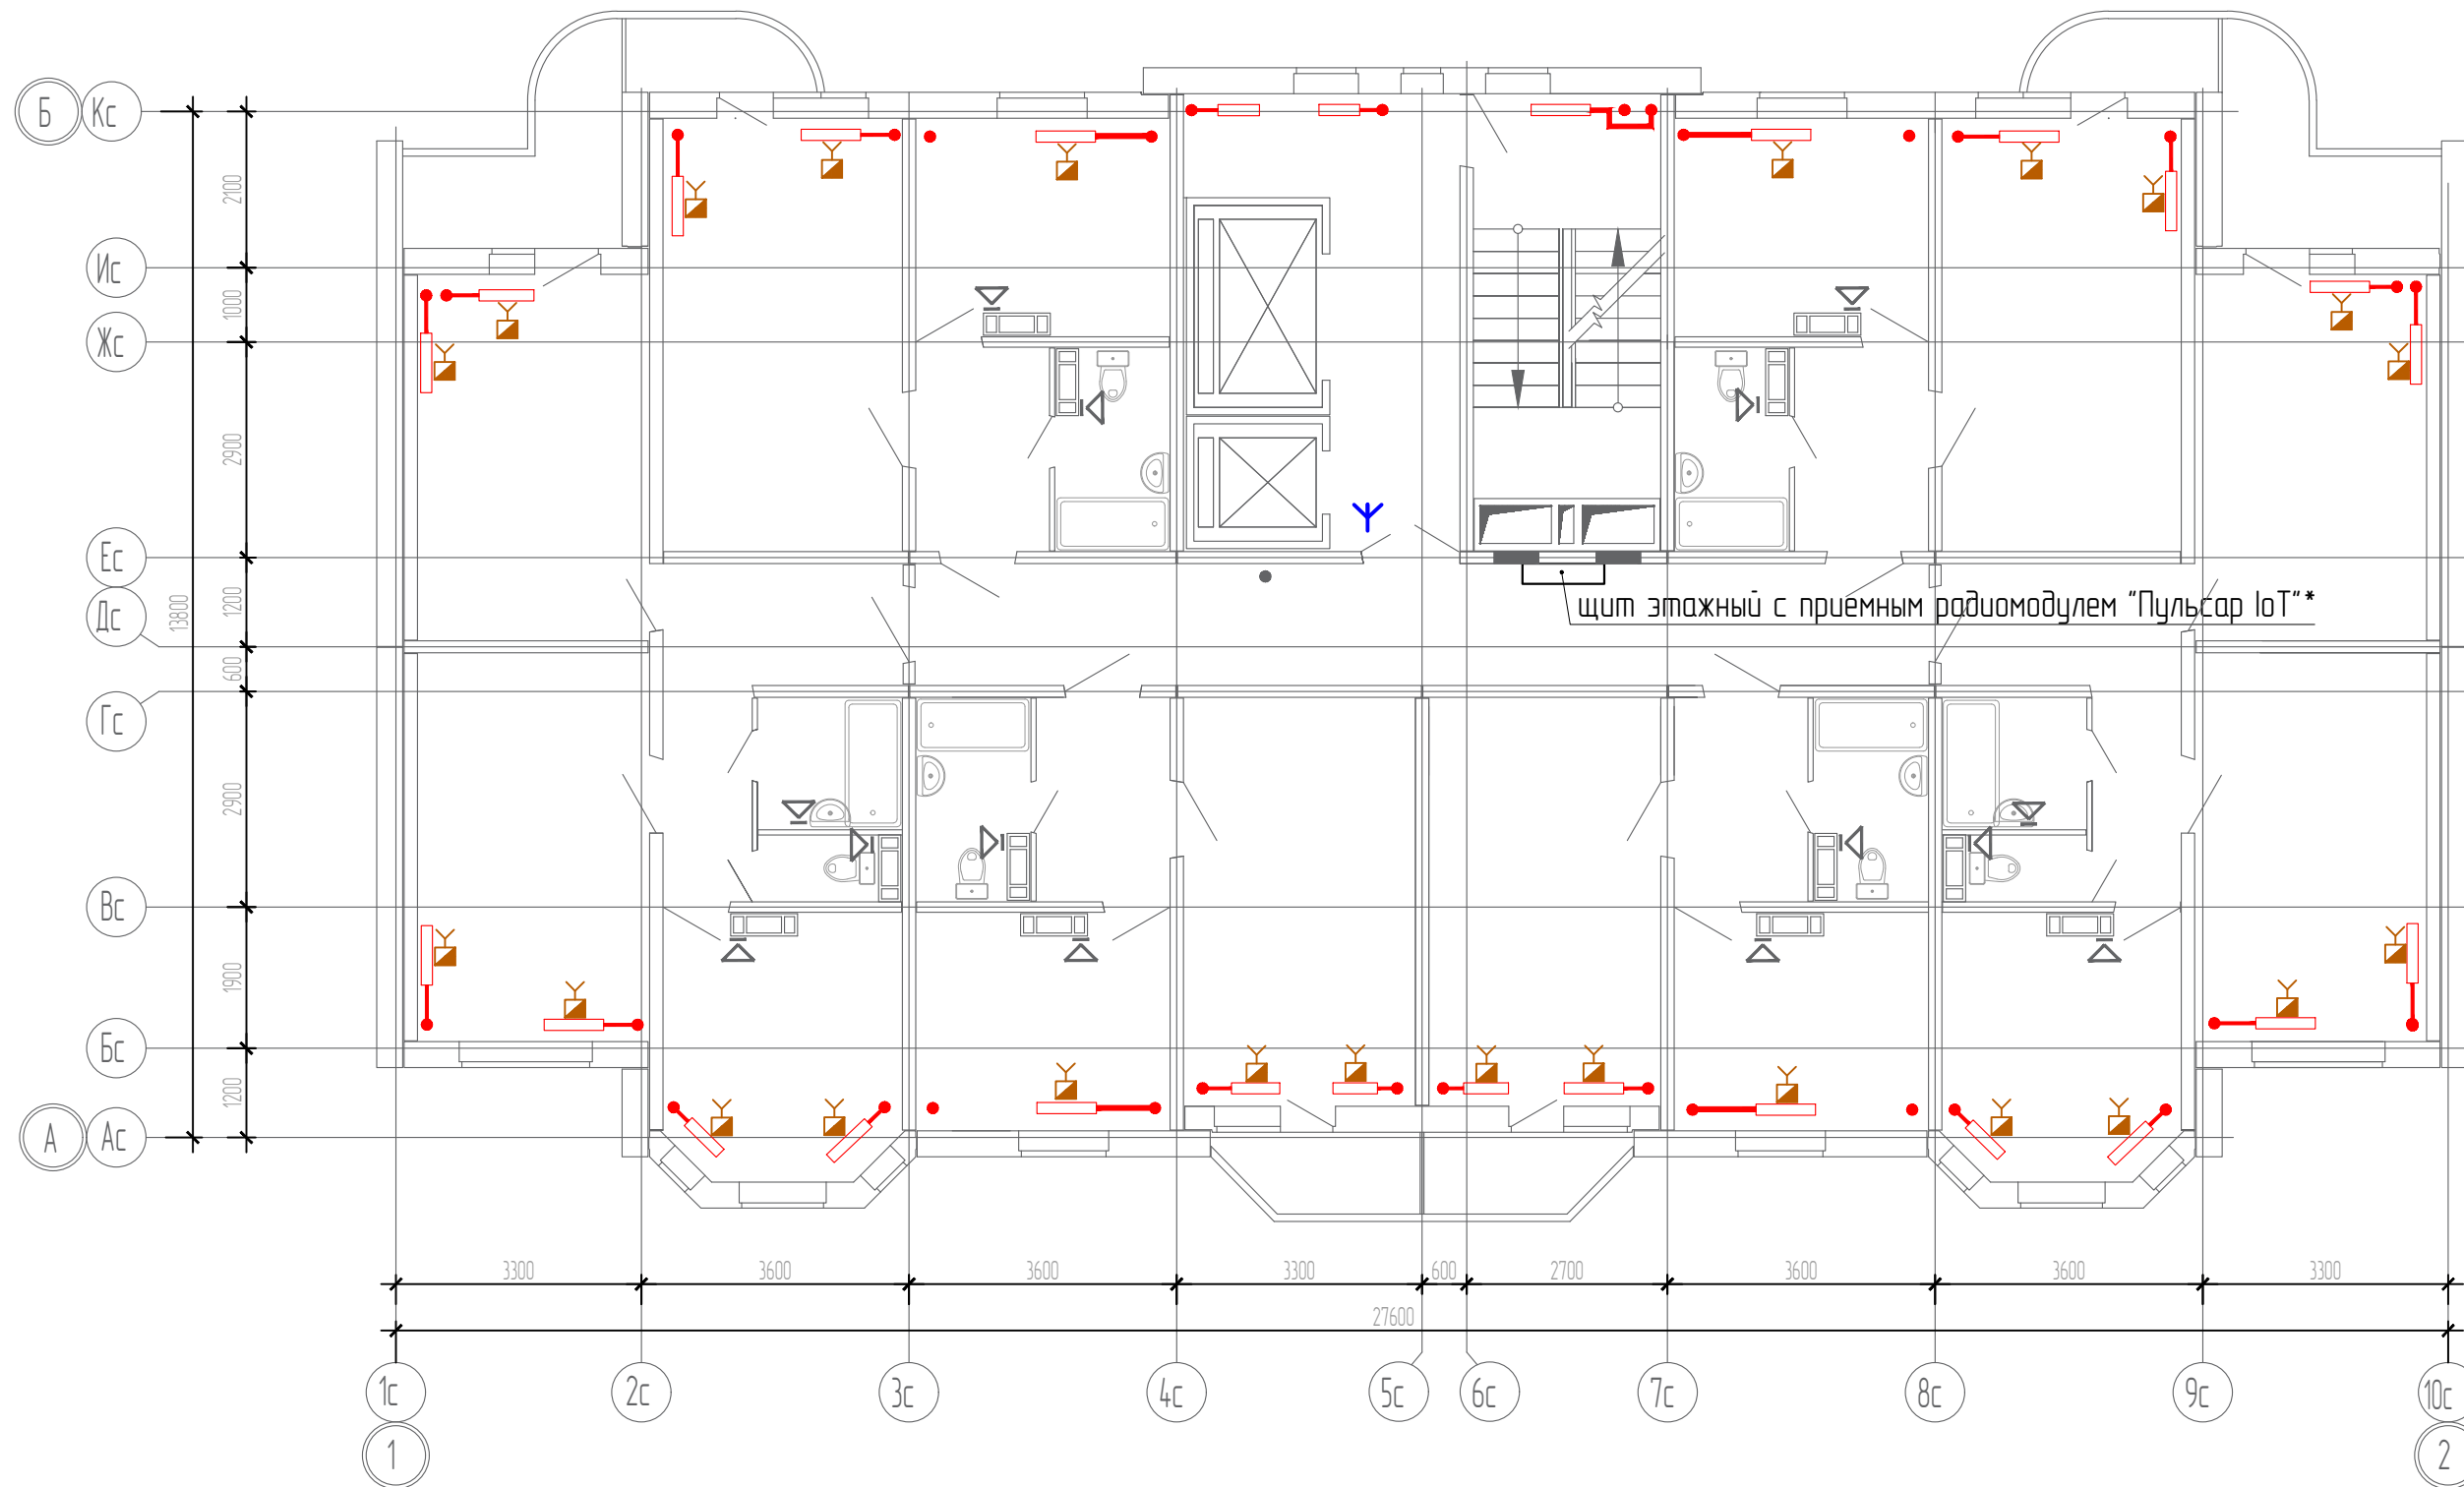 Б Кс
2100
Ис
1000
Жс
2900
Ес
1200
13800
Дс
щит этажный с приемным радиомодулем "Пульсар IoT"*
600
Гс
2900
Вс
1900
Бс
1200
А Ас
3300 3600 3600 3300 600 2700 3600 3600 3300
27600
1с 2с 3с 4с 5с 6с 7с 8с 9с 10с
1 2